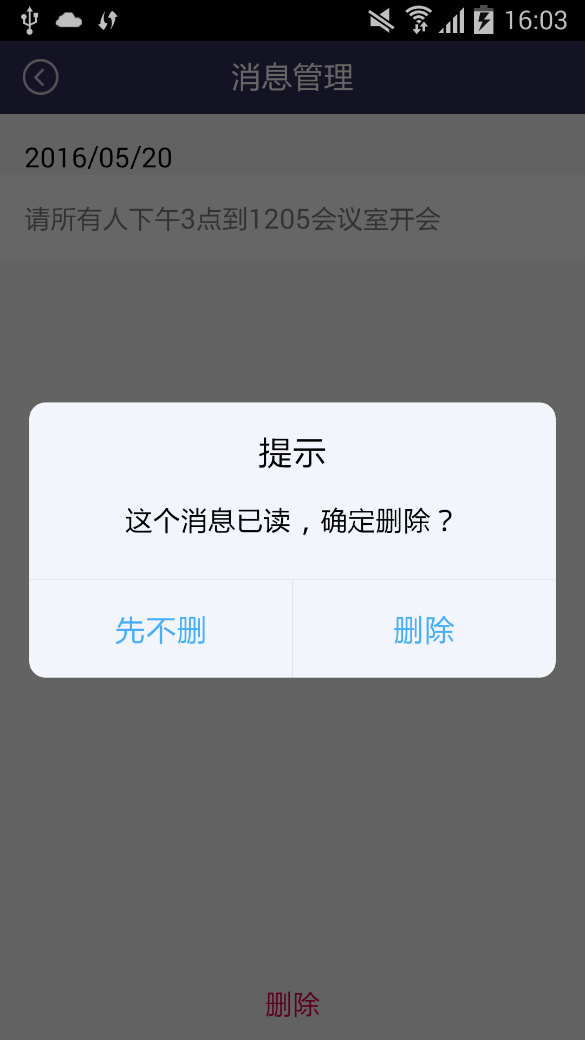 16:03
消息管理
2016/05/20
请所有人下午3点到1205会议室开会
提示
这个消息已读，确定删除？
先不删
删除
删除